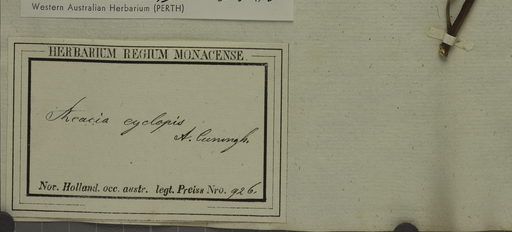 Western Australian Herbarium (PERTH)
HERBARIUM REGIUM MONACENSE.
Acacia cyclopis
A. Cunningh.
Nov. Holland. occ. austr. legt. Preiss Nro. 926.